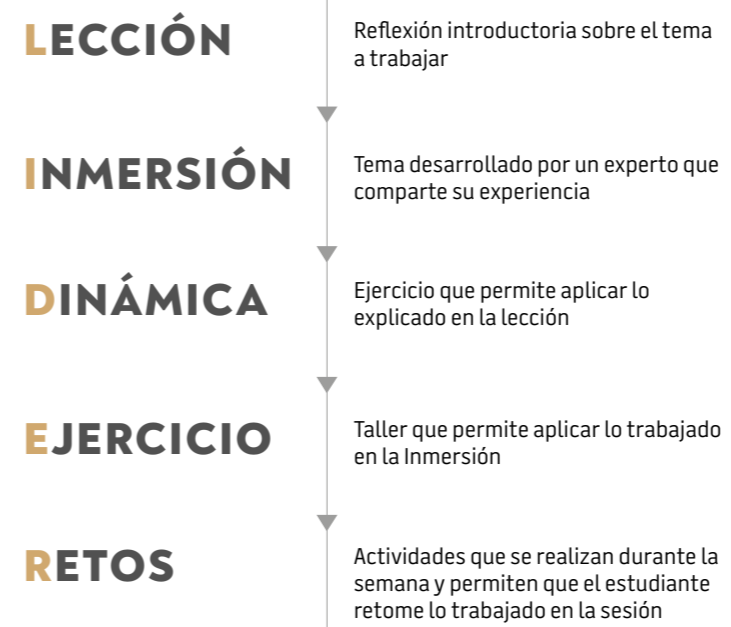 LECCIÓN
Reflexión introductoria sobre el tema
a trabajar
INMERSIÓN
Tema desarrollado por un experto que
comparte su experiencia
DINÁMICA
Ejercicio que permite aplicar lo
explicado en la lección
EJERCICIO
Taller que permite aplicar lo trabajado
en la Inmersión
RETOS
Actividades que se realizan durante la
semana y permiten que el estudiante
retome lo trabajado en la sesión